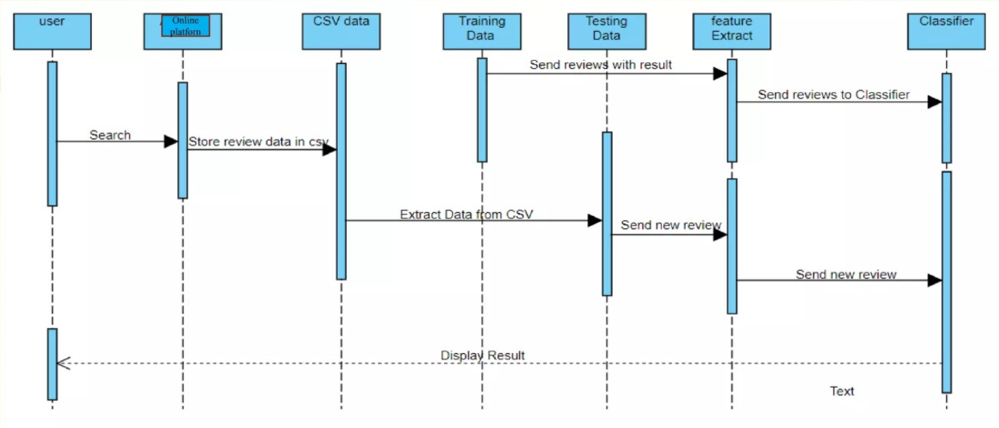 user
Online
platforn
CSV data
Training
Data
Testing
Data
feature
Extract
Classifier
Send reviews with result
Send reviews to Classifier
Search
Store review data in csv
Extract Data from CSV
Send new review
Send new review
Display Result
Text